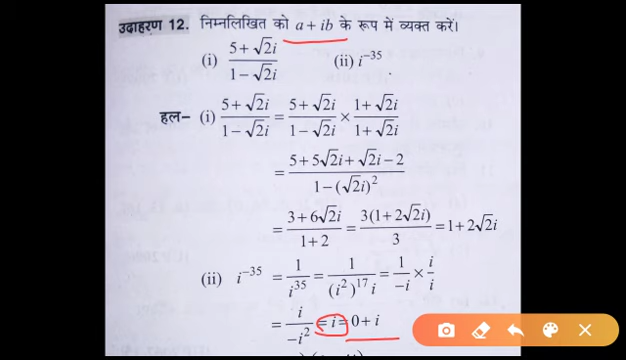 उदाहरण 12. निम्नलिखित को a + ib के रूप में व्यक्त करें।
(i) (5 + √2i)/(1 − √2i) (ii) i⁻³⁵
हल– (i) (5 + √2i)/(1 − √2i) = (5 + √2i)/(1 − √2i) × (1 + √2i)/(1 + √2i)
= (5 + 5√2i + √2i − 2)/(1 − (√2i)²)
= (3 + 6√2i)/(1 + 2) = 3(1 + 2√2i)/3 = 1 + 2√2i
(ii) i⁻³⁵ = 1/i³⁵ = 1/((i²)¹⁷ i) = 1/(−i) × i/i
= i/(−i²) = i = 0 + i